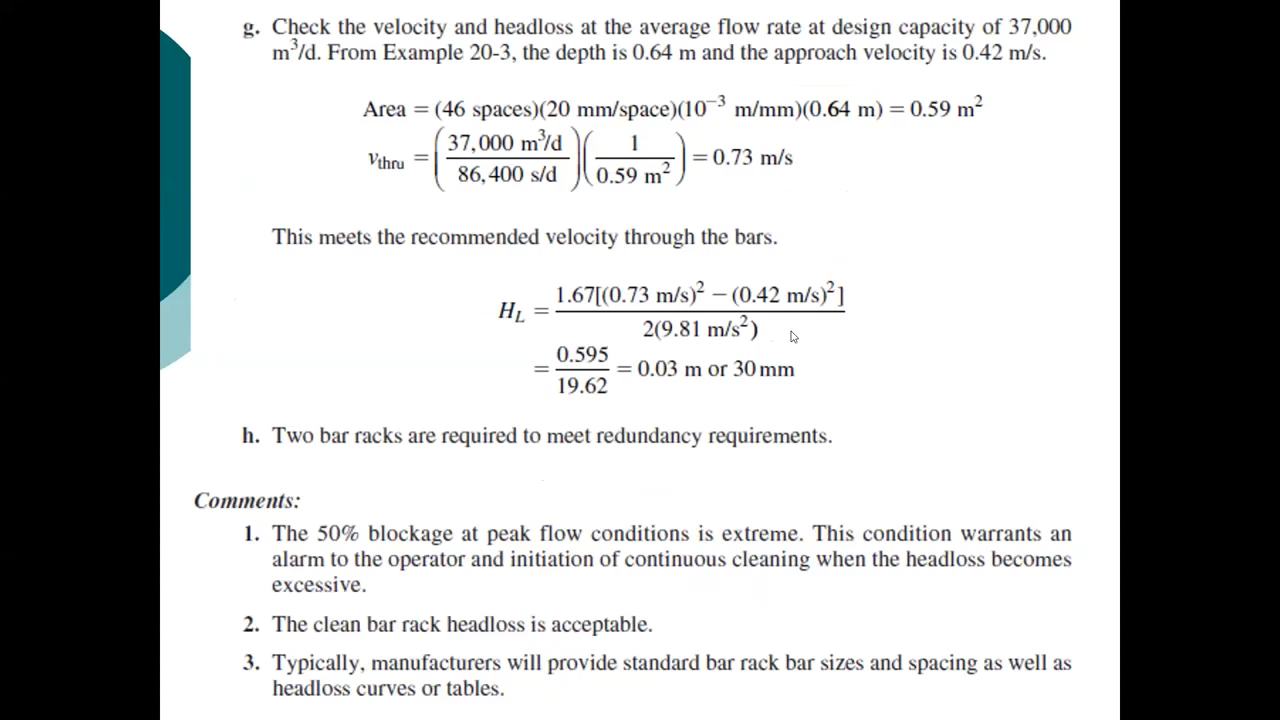 g. Check the velocity and headloss at the average flow rate at design capacity of 37,000
m³/d. From Example 20-3, the depth is 0.64 m and the approach velocity is 0.42 m/s.
Area = (46 spaces)(20 mm/space)(10⁻³ m/mm)(0.64 m) = 0.59 m²
v_thru = (37,000 m³/d / 86,400 s/d)(1 / 0.59 m²) = 0.73 m/s
This meets the recommended velocity through the bars.
H_L = 1.67[(0.73 m/s)² − (0.42 m/s)²] / 2(9.81 m/s²)
= 0.595 / 19.62 = 0.03 m or 30 mm
h. Two bar racks are required to meet redundancy requirements.
Comments:
1. The 50% blockage at peak flow conditions is extreme. This condition warrants an
alarm to the operator and initiation of continuous cleaning when the headloss becomes
excessive.
2. The clean bar rack headloss is acceptable.
3. Typically, manufacturers will provide standard bar rack bar sizes and spacing as well as
headloss curves or tables.